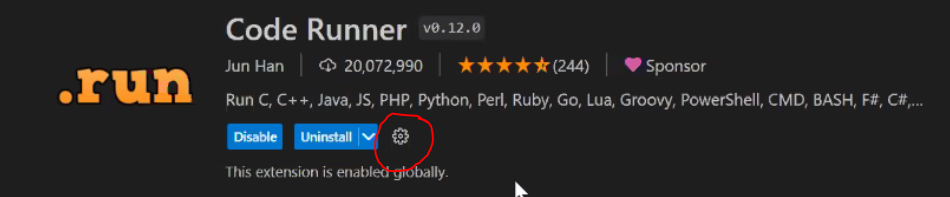 .run
Code Runner v0.12.0
Jun Han 20,072,990 (244) Sponsor
Run C, C++, Java, JS, PHP, Python, Perl, Ruby, Go, Lua, Groovy, PowerShell, CMD, BASH, F#, C#,...
Disable Uninstall
This extension is enabled globally.